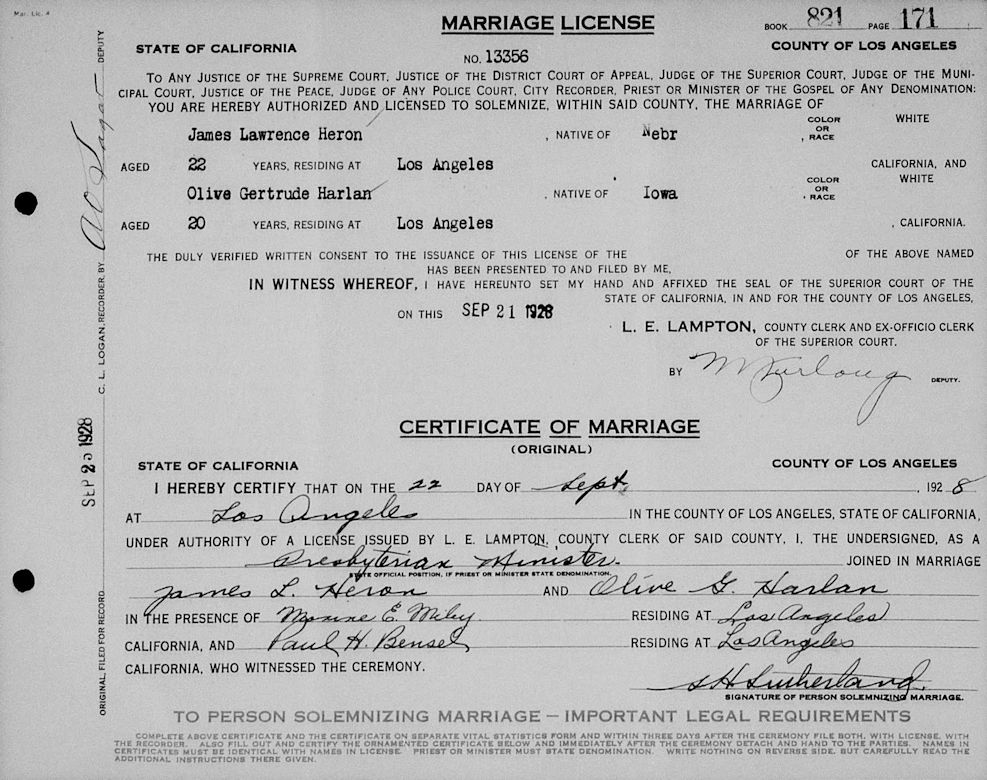 Mar. Lic. 4
MARRIAGE LICENSE
BOOK 821 PAGE 171
STATE OF CALIFORNIA
COUNTY OF LOS ANGELES
NO. 13356
TO ANY JUSTICE OF THE SUPREME COURT, JUSTICE OF THE DISTRICT COURT OF APPEAL, JUDGE OF THE SUPERIOR COURT, JUDGE OF THE MUNI-
CIPAL COURT, JUSTICE OF THE PEACE, JUDGE OF ANY POLICE COURT, CITY RECORDER, PRIEST OR MINISTER OF THE GOSPEL OF ANY DENOMINATION:
YOU ARE HEREBY AUTHORIZED AND LICENSED TO SOLEMNIZE, WITHIN SAID COUNTY, THE MARRIAGE OF
James Lawrence Heron , NATIVE OF Nebr , COLOR OR RACE WHITE
AGED 22 YEARS, RESIDING AT Los Angeles CALIFORNIA, AND
Olive Gertrude Harlan , NATIVE OF Iowa , COLOR OR RACE WHITE
AGED 20 YEARS, RESIDING AT Los Angeles , CALIFORNIA.
THE DULY VERIFIED WRITTEN CONSENT TO THE ISSUANCE OF THIS LICENSE OF THE OF THE ABOVE NAMED
HAS BEEN PRESENTED TO AND FILED BY ME,
IN WITNESS WHEREOF, I HAVE HEREUNTO SET MY HAND AND AFFIXED THE SEAL OF THE SUPERIOR COURT OF THE
STATE OF CALIFORNIA, IN AND FOR THE COUNTY OF LOS ANGELES,
ON THIS SEP 21 1928
L. E. LAMPTON, COUNTY CLERK AND EX-OFFICIO CLERK
OF THE SUPERIOR COURT.
BY M Furlong DEPUTY.
CERTIFICATE OF MARRIAGE
(ORIGINAL)
STATE OF CALIFORNIA
COUNTY OF LOS ANGELES
I HEREBY CERTIFY THAT ON THE 22 DAY OF Sept. , 192 8
AT Los Angeles IN THE COUNTY OF LOS ANGELES, STATE OF CALIFORNIA,
UNDER AUTHORITY OF A LICENSE ISSUED BY L. E. LAMPTON, COUNTY CLERK OF SAID COUNTY, I, THE UNDERSIGNED, AS A
Presbyterian Minister. JOINED IN MARRIAGE
STATE OFFICIAL POSITION, IF PRIEST OR MINISTER STATE DENOMINATION.
James L. Heron AND Olive G. Harlan
IN THE PRESENCE OF E. RESIDING AT Los Angeles
CALIFORNIA, AND Paul H. Bensel RESIDING AT Los Angeles
CALIFORNIA, WHO WITNESSED THE CEREMONY.
S H Sutherland.
SIGNATURE OF PERSON SOLEMNIZING MARRIAGE.
TO PERSON SOLEMNIZING MARRIAGE — IMPORTANT LEGAL REQUIREMENTS
COMPLETE ABOVE CERTIFICATE AND THE CERTIFICATE ON SEPARATE VITAL STATISTICS FORM AND WITHIN THREE DAYS AFTER THE CEREMONY FILE BOTH, WITH LICENSE, WITH
THE RECORDER. ALSO FILL OUT AND CERTIFY THE ORNAMENTED CERTIFICATE BELOW AND IMMEDIATELY AFTER THE CEREMONY DETACH AND HAND TO THE PARTIES. NAMES IN
CERTIFICATES MUST BE IDENTICAL WITH NAMES IN LICENSE. PRIEST OR MINISTER MUST STATE DENOMINATION. WRITE NOTHING ON REVERSE SIDE, BUT CAREFULLY READ THE
ADDITIONAL INSTRUCTIONS THERE GIVEN.
ORIGINAL, FILED FOR RECORD SEP 25 1928 C. L. LOGAN, RECORDER, BY DEPUTY